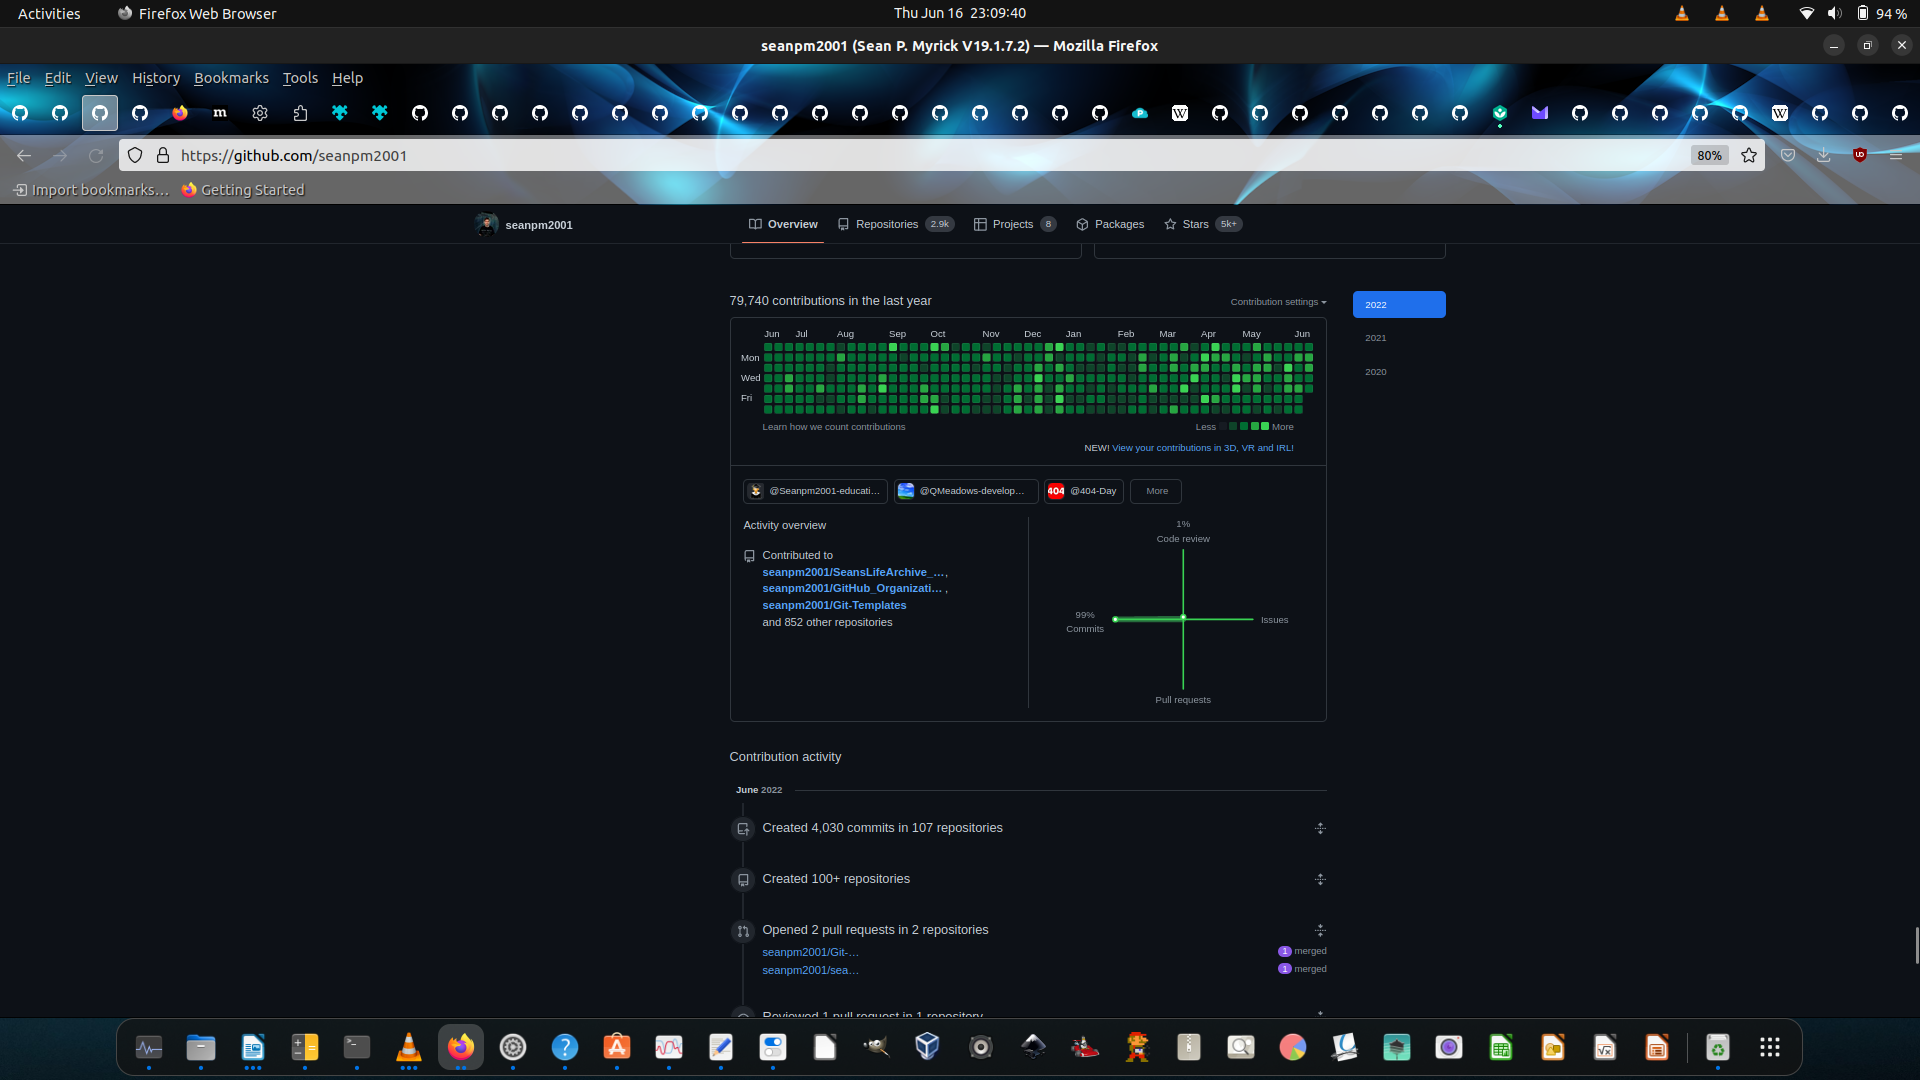 Activities Firefox Web Browser Thu Jun 16 23:09:40 94 %
seanpm2001 (Sean P. Myrick V19.1.7.2) — Mozilla Firefox
File Edit View History Bookmarks Tools Help
https://github.com/seanpm2001 80%
Import bookmarks… Getting Started
seanpm2001 Overview Repositories 2.9k Projects 8 Packages Stars 5k+
79,740 contributions in the last year Contribution settings 2022
Jun Jul Aug Sep Oct Nov Dec Jan Feb Mar Apr May Jun
2021
Mon
2020
Wed
Fri
Learn how we count contributions Less More
NEW! View your contributions in 3D, VR and IRL!
@Seanpm2001-educati… @QMeadows-develop… 404 @404-Day More
Activity overview
1%
Code review
Contributed to
seanpm2001/SeansLifeArchive_…,
seanpm2001/GitHub_Organizati… ,
seanpm2001/Git-Templates
and 852 other repositories
99%
Commits
Issues
Pull requests
Contribution activity
June 2022
Created 4,030 commits in 107 repositories
Created 100+ repositories
Opened 2 pull requests in 2 repositories
seanpm2001/Git-… 1 merged
seanpm2001/sea… 1 merged
Reviewed 1 pull request in 1 repository